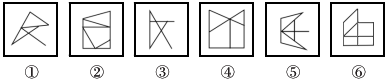 ① ② ③ ④ ⑤ ⑥